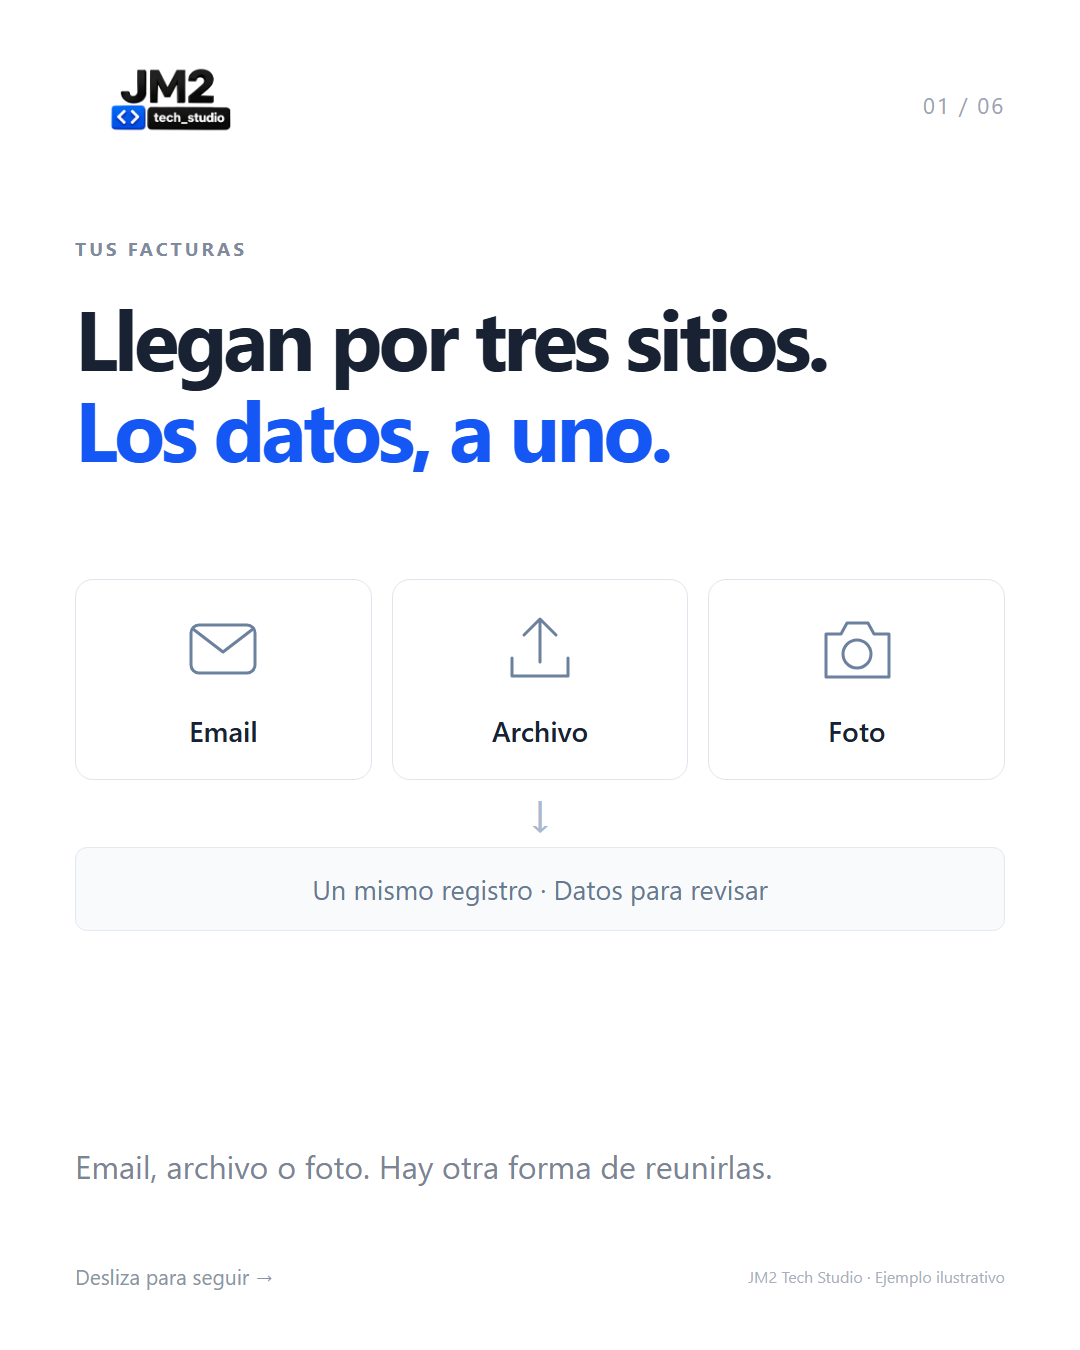 JM2
<> tech_studio
01 / 06
TUS FACTURAS
Llegan por tres sitios.
Los datos, a uno.
Email
Archivo
Foto
↓
Un mismo registro · Datos para revisar
Email, archivo o foto. Hay otra forma de reunirlas.
Desliza para seguir →
JM2 Tech Studio · Ejemplo ilustrativo